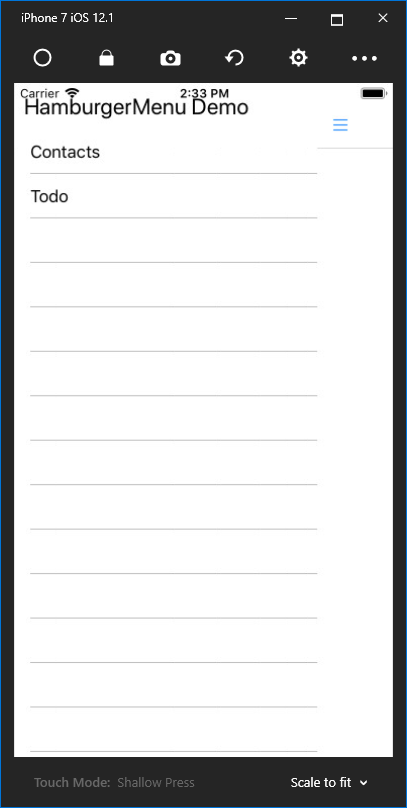 iPhone 7 iOS 12.1
Carrier 2:33 PM
HamburgerMenu Demo
Contacts
Todo
Touch Mode: Shallow Press Scale to fit